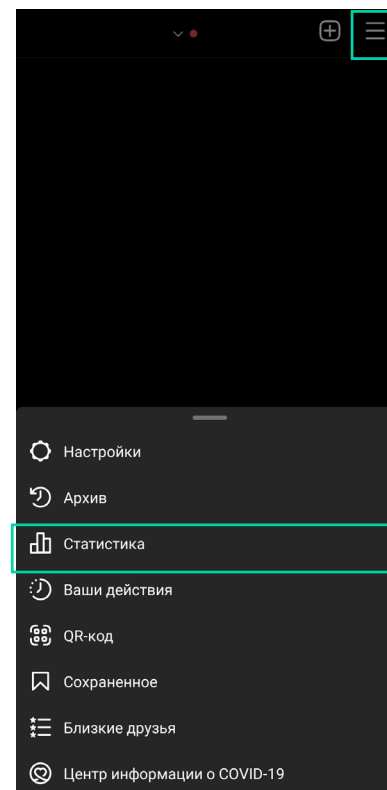 Настройки
Архив
Статистика
Ваши действия
QR-код
Сохраненное
Близкие друзья
Центр информации о COVID-19